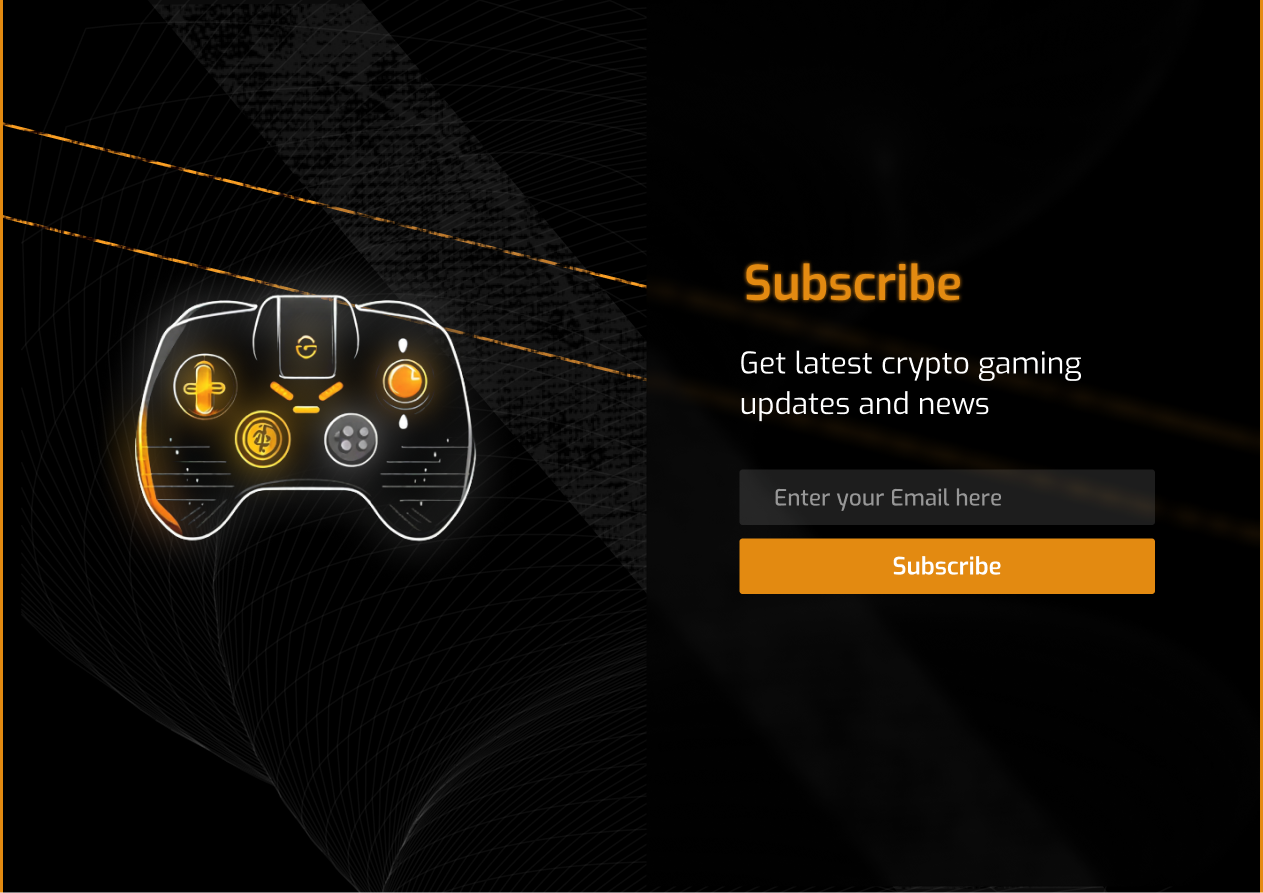 Subscribe
Get latest crypto gaming
updates and news
Enter your Email here
Subscribe